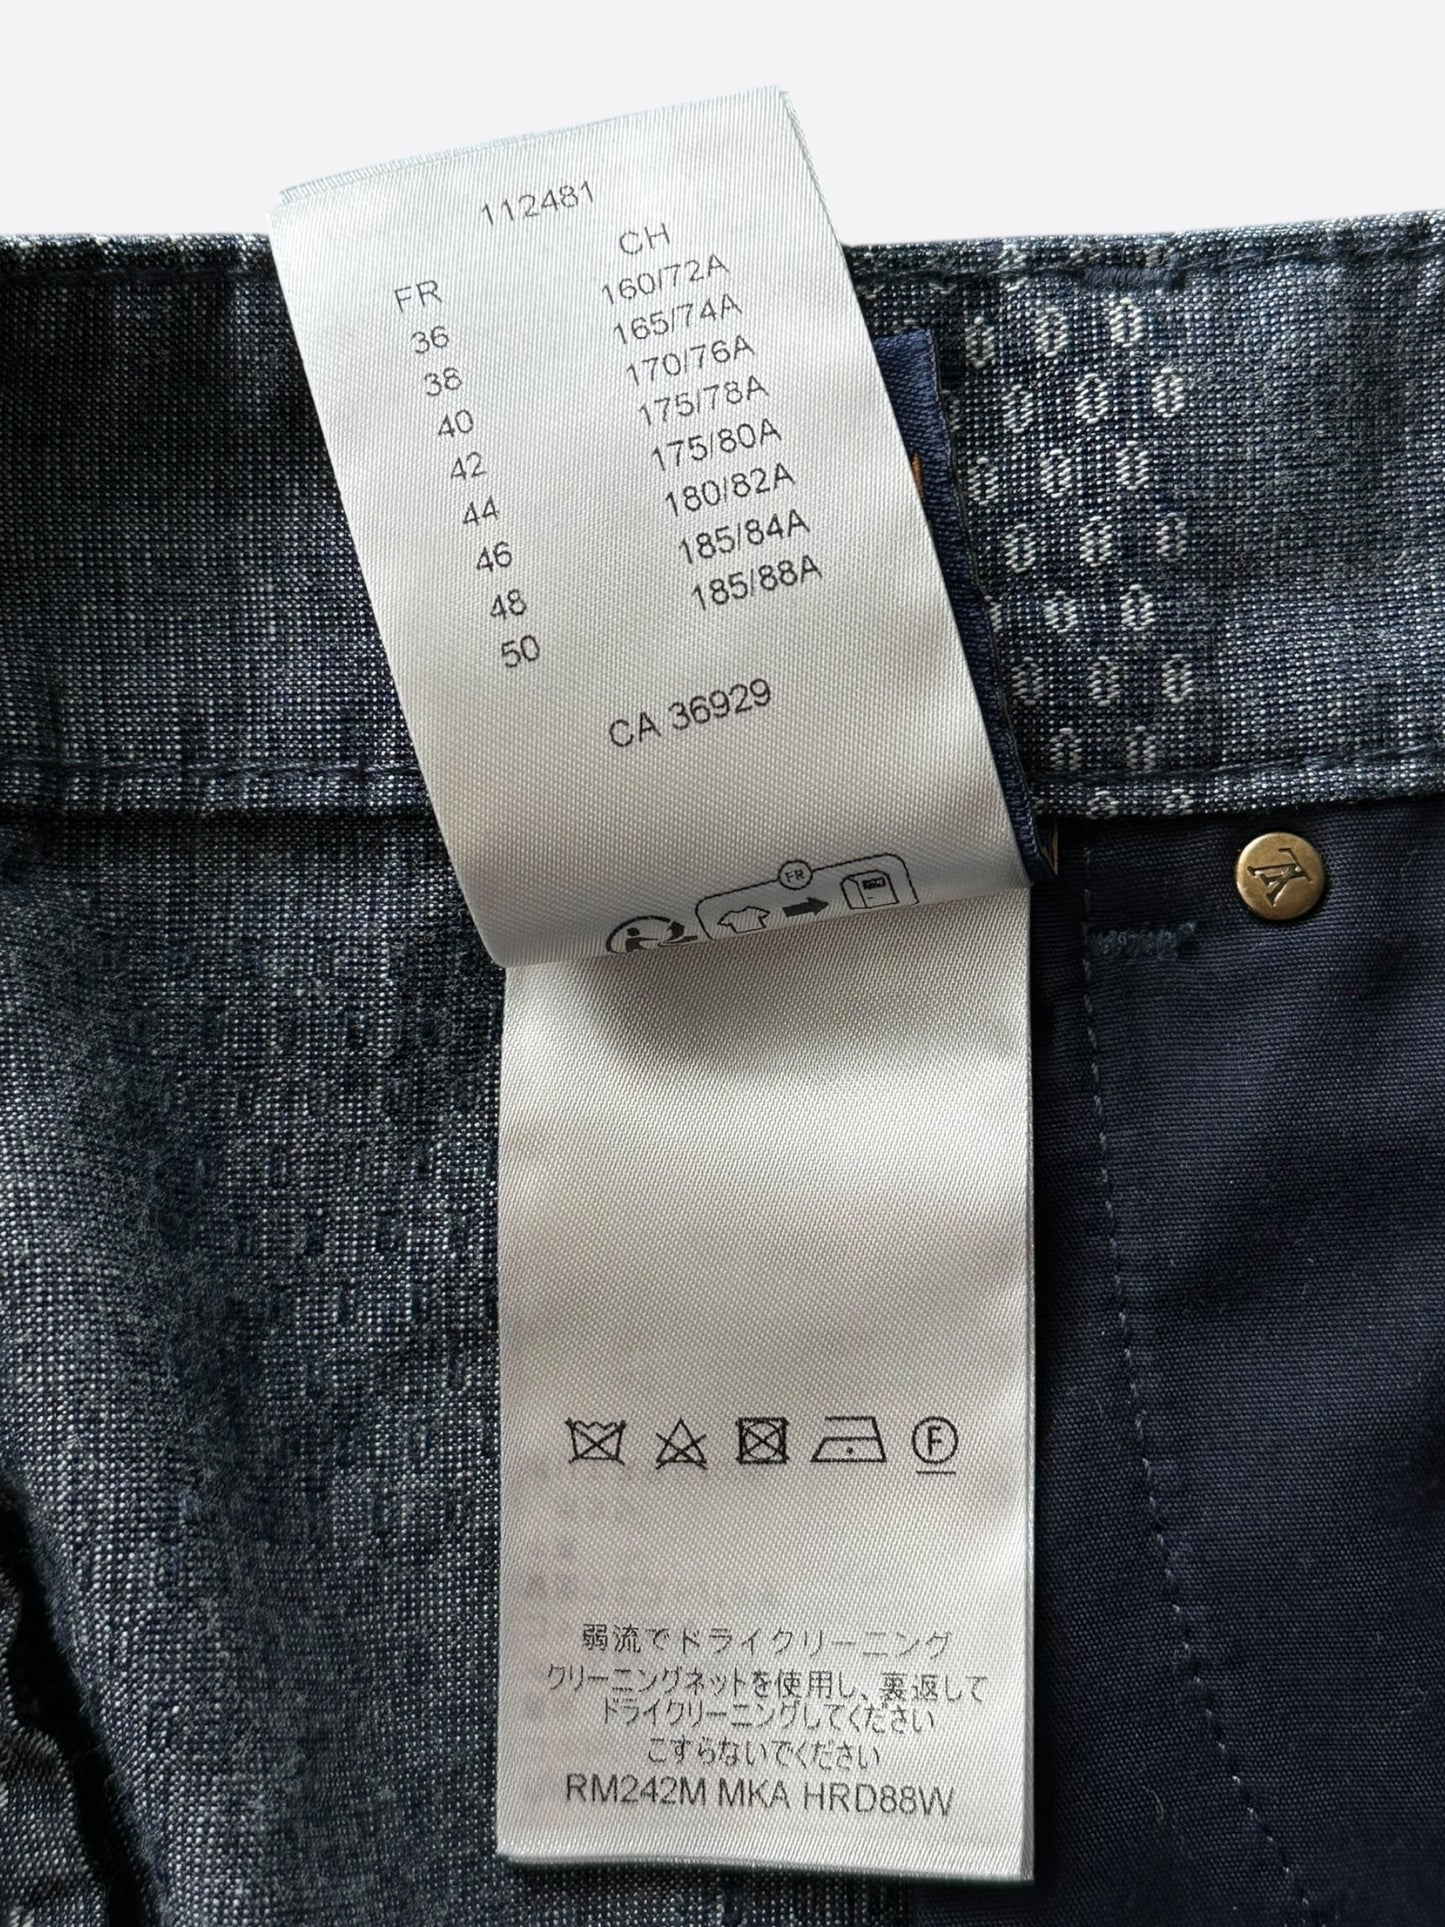 112481
FR CH
36 160/72A
38 165/74A
40 170/76A
42 175/78A
44 175/80A
46 180/82A
48 185/84A
50 185/88A
CA 36929
FR
F
弱流でドライクリーニング
クリーニングネットを使用し、裏返して
ドライクリーニングしてください
こすらないでください
RM242M MKA HRD88W
LV